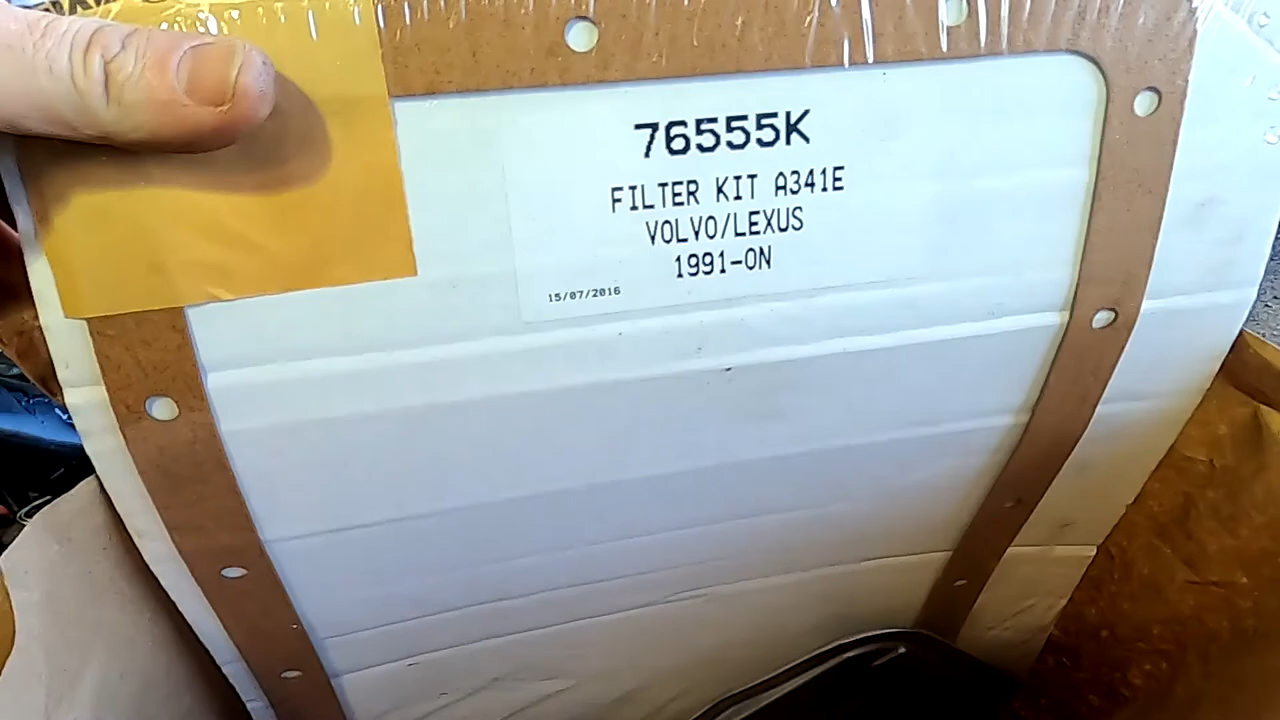 76555K
FILTER KIT A341E
VOLVO/LEXUS
1991-ON
15/07/2016